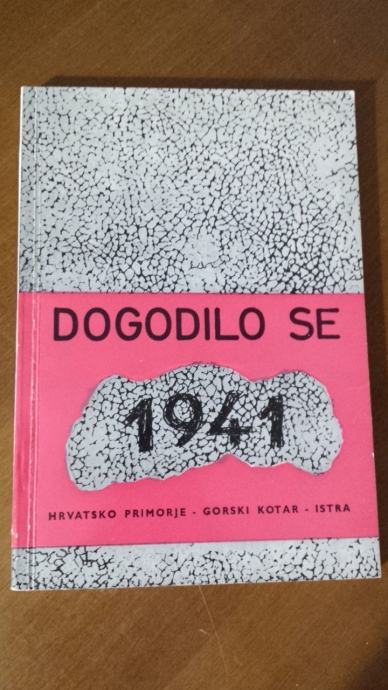 DOGODILO SE
1941
HRVATSKO PRIMORJE - GORSKI KOTAR - ISTRA